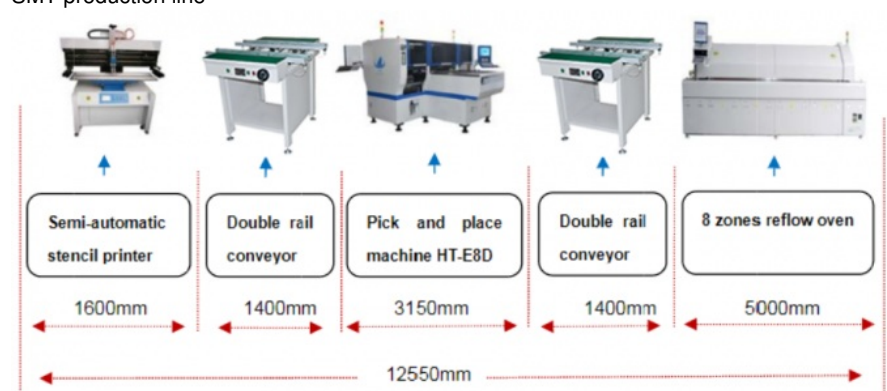 SMT production line
Semi-automatic
stencil printer
Double rail
conveyor
Pick and place
machine HT-E8D
Double rail
conveyor
8 zones reflow oven
1600mm
1400mm
3150mm
1400mm
5000mm
12550mm